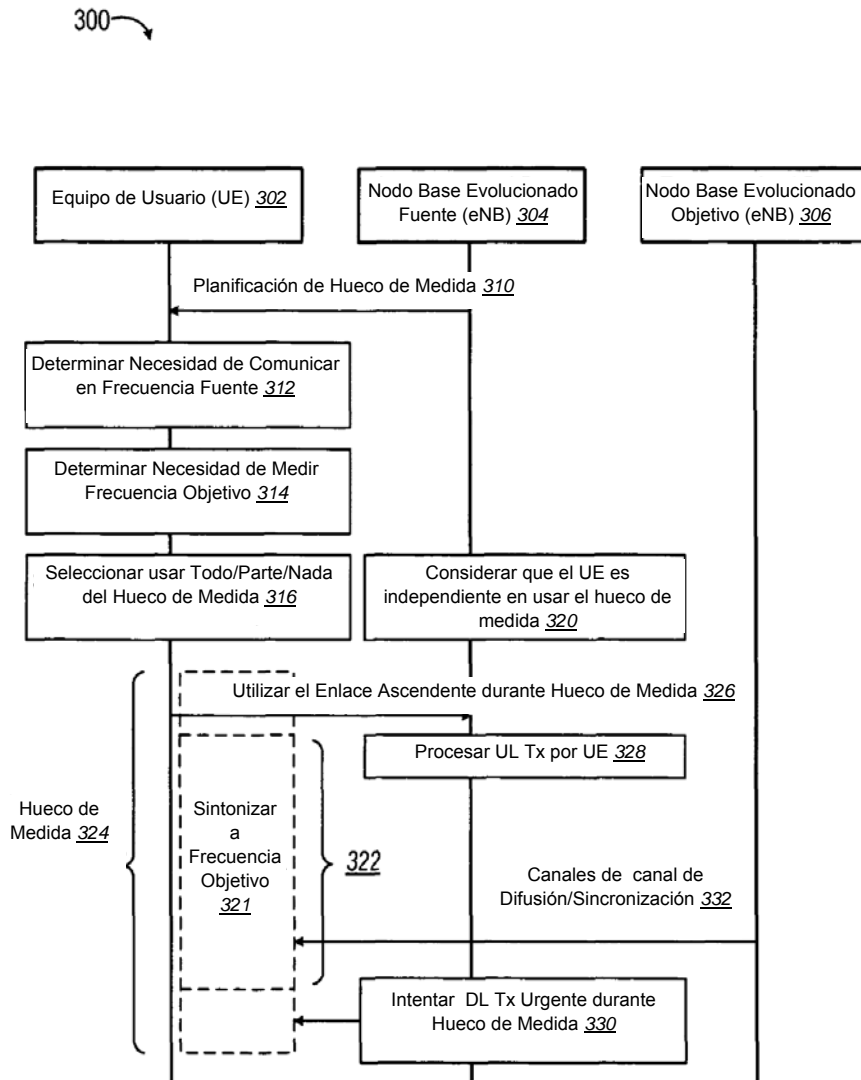 300
Equipo de Usuario (UE) 302
Nodo Base Evolucionado
Fuente (eNB) 304
Nodo Base Evolucionado
Objetivo (eNB) 306
Planificación de Hueco de Medida 310
Determinar Necesidad de Comunicar
en Frecuencia Fuente 312
Determinar Necesidad de Medir
Frecuencia Objetivo 314
Seleccionar usar Todo/Parte/Nada
del Hueco de Medida 316
Considerar que el UE es
independiente en usar el hueco de
medida 320
Utilizar el Enlace Ascendente durante Hueco de Medida 326
Procesar UL Tx por UE 328
Hueco de
Medida 324
Sintonizar
a
Frecuencia
Objetivo
321
322
Canales de canal de
Difusión/Sincronización 332
Intentar DL Tx Urgente durante
Hueco de Medida 330